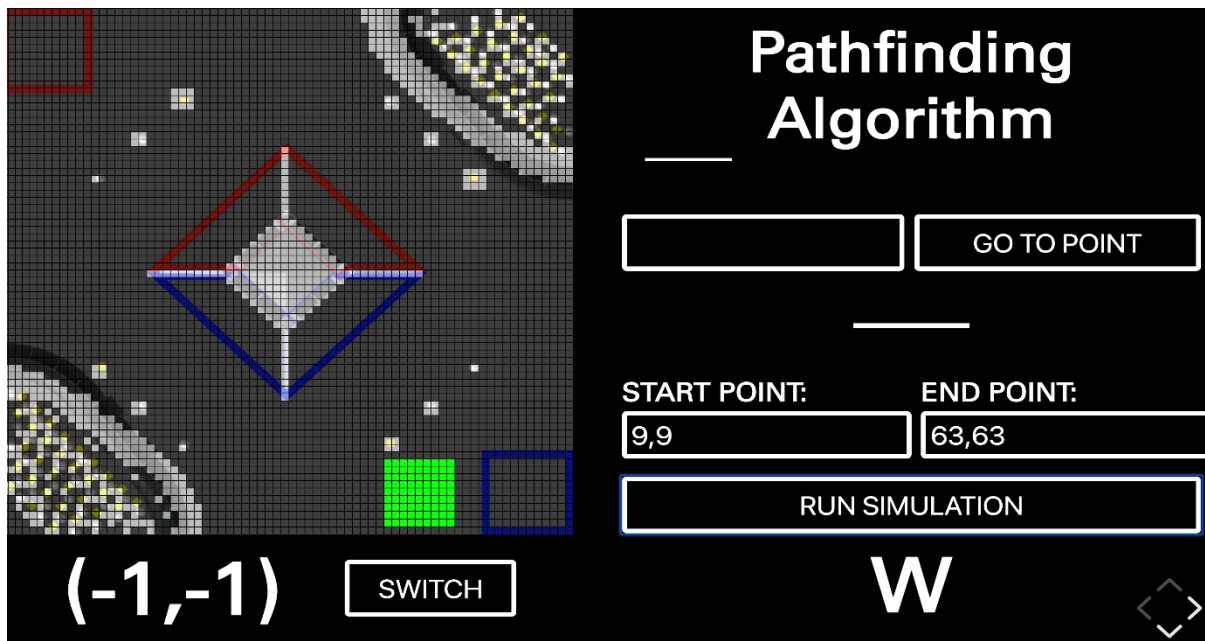 Pathfinding
Algorithm
GO TO POINT
START POINT:
END POINT:
9,9
63,63
RUN SIMULATION
(-1,-1)
SWITCH
W